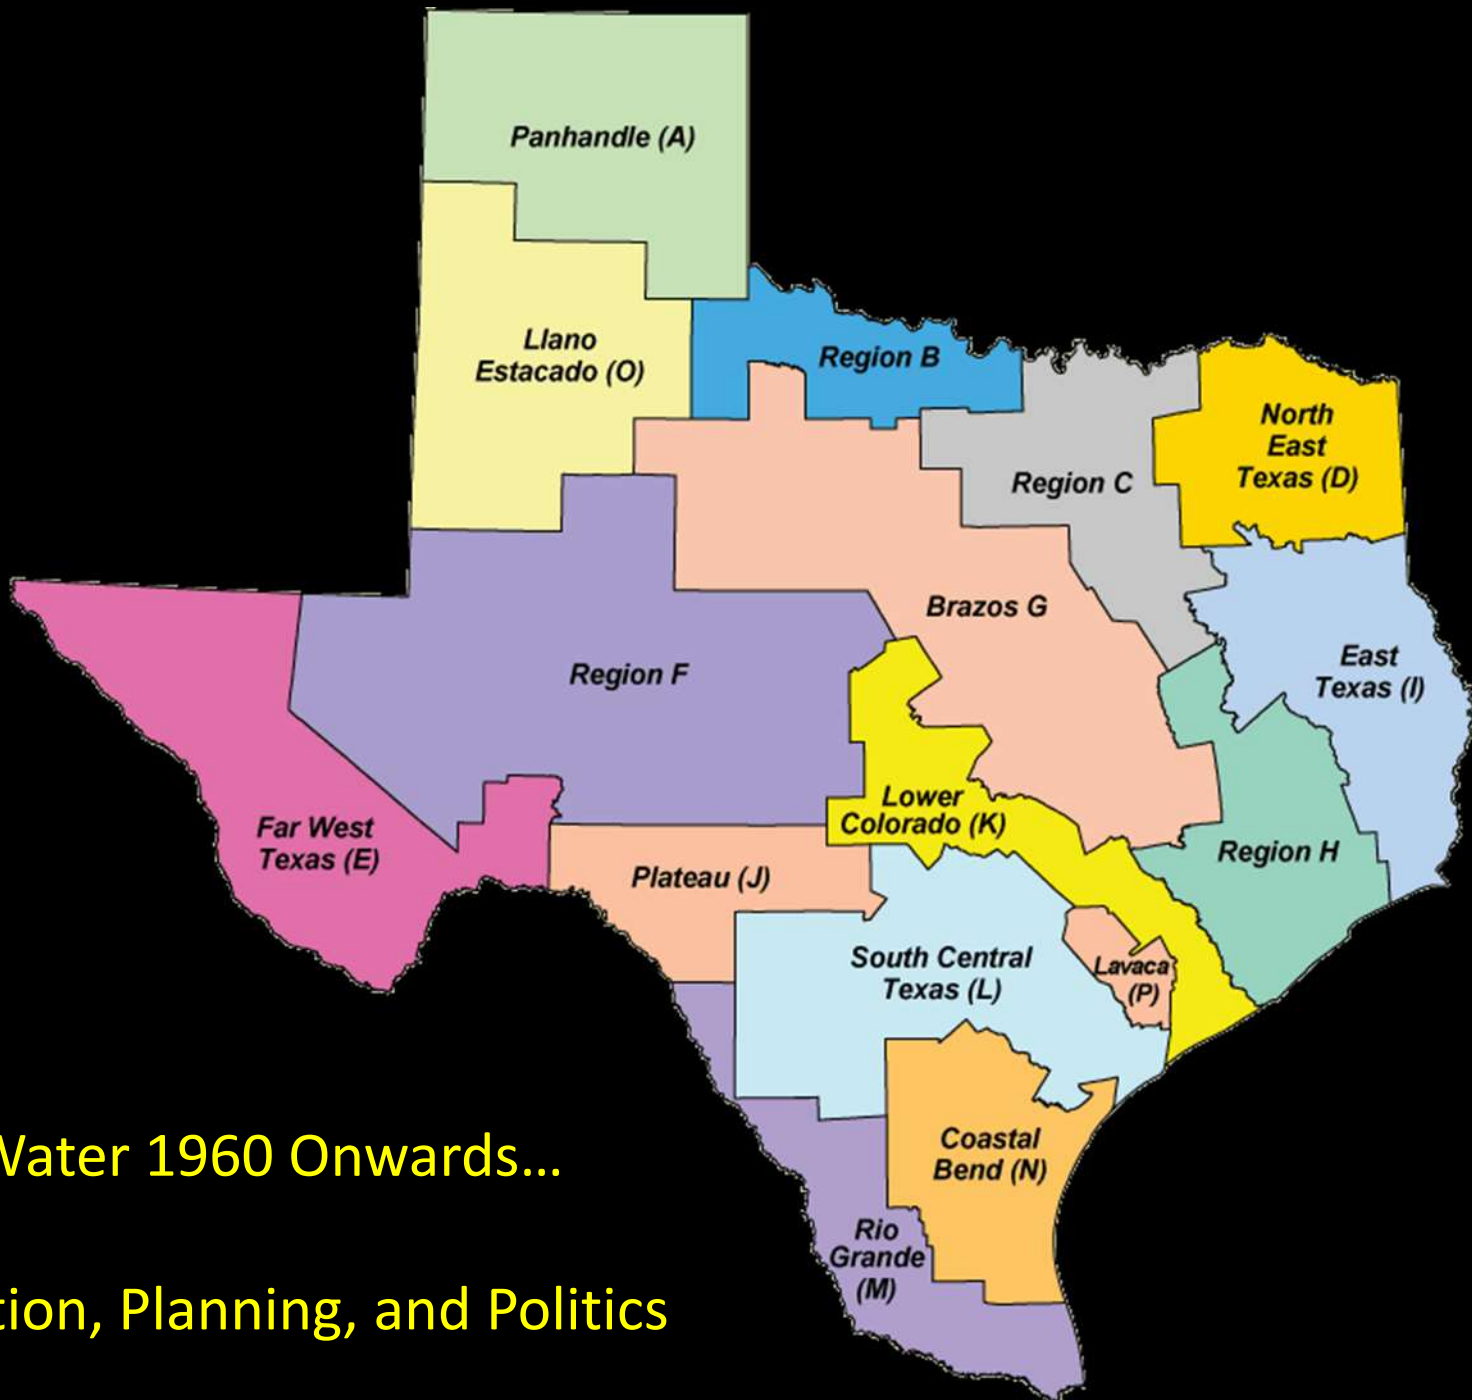 Panhandle (A)
Llano
Estacado (O)
Region B
North
East
Texas (D)
Region C
Brazos G
East
Texas (I)
Region F
Lower
Colorado (K)
Far West
Texas (E)
Region H
Plateau (J)
South Central
Texas (L)
Lavaca
(P)
Coastal
Bend (N)
Rio
Grande
(M)
Water 1960 Onwards...
tion, Planning, and Politics